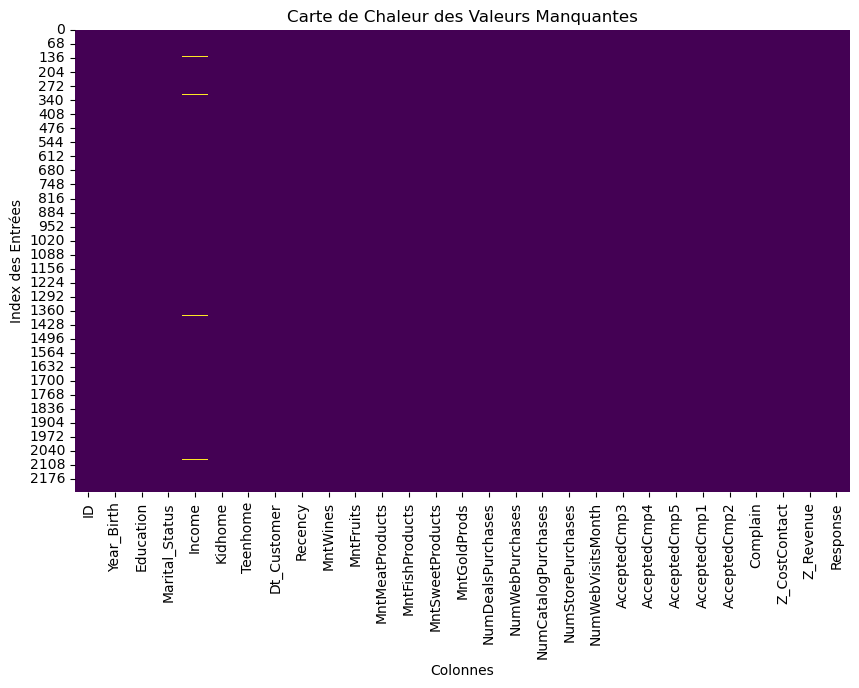 Carte de Chaleur des Valeurs Manquantes
0
68
136
204
272
340
408
476
544
612
680
748
816
884
952
1020
1088
1156
1224
1292
1360
1428
1496
1564
1632
1700
1768
1836
1904
1972
2040
2108
2176
Index des Entrées
ID
Year_Birth
Education
Marital_Status
Income
Kidhome
Teenhome
Dt_Customer
Recency
MntWines
MntFruits
MntMeatProducts
MntFishProducts
MntSweetProducts
MntGoldProds
NumDealsPurchases
NumWebPurchases
NumCatalogPurchases
NumStorePurchases
NumWebVisitsMonth
AcceptedCmp3
AcceptedCmp4
AcceptedCmp5
AcceptedCmp1
AcceptedCmp2
Complain
Z_CostContact
Z_Revenue
Response
Colonnes